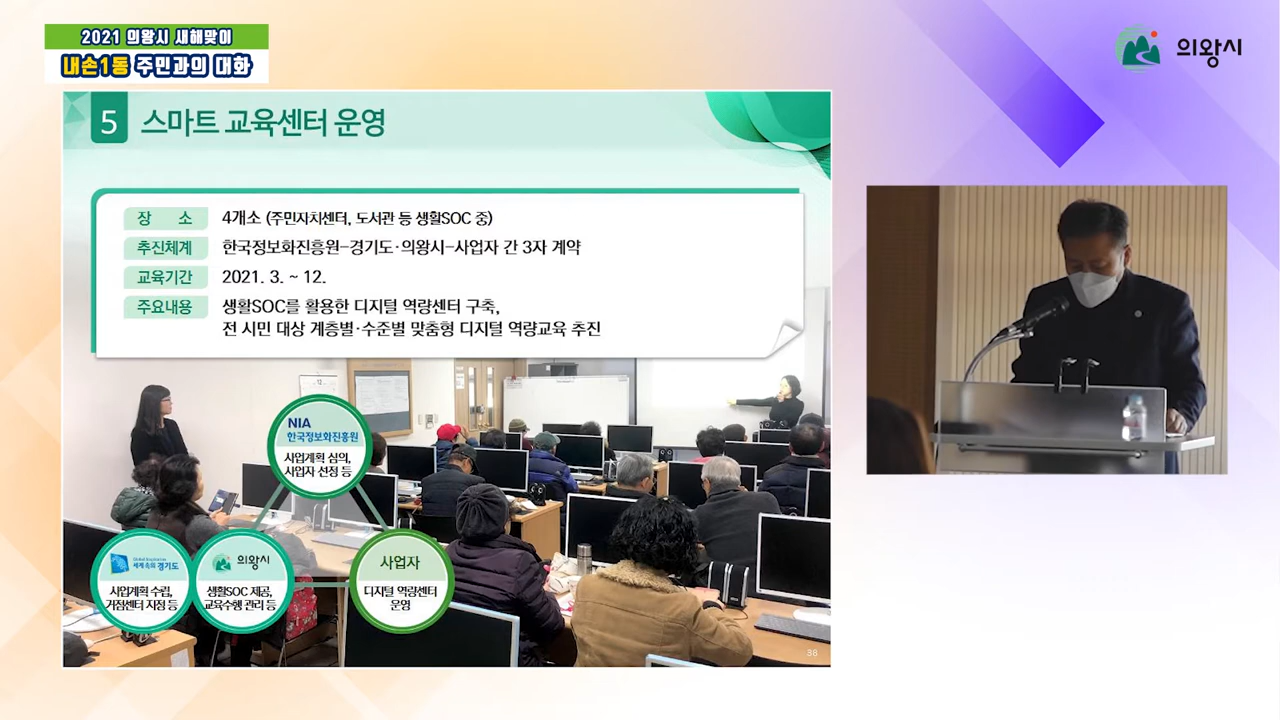 2021 의왕시 새해맞이
내손1동 주민과의 대화
의왕시
5 스마트 교육센터 운영
장 소 4개소 (주민자치센터, 도서관 등 생활SOC 중)
추진체계 한국정보화진흥원-경기도·의왕시-사업자 간 3자 계약
교육기간 2021. 3. ~ 12.
주요내용 생활SOC를 활용한 디지털 역량센터 구축,
전 시민 대상 계층별·수준별 맞춤형 디지털 역량교육 추진
NIA
한국정보화진흥원
사업계획 심의,
사업자 선정 등
세계속의 경기도
사업계획 수립,
거점센터 지정 등
의왕시
생활SOC 제공,
교육수행 관리 등
사업자
디지털 역량센터
운영
38